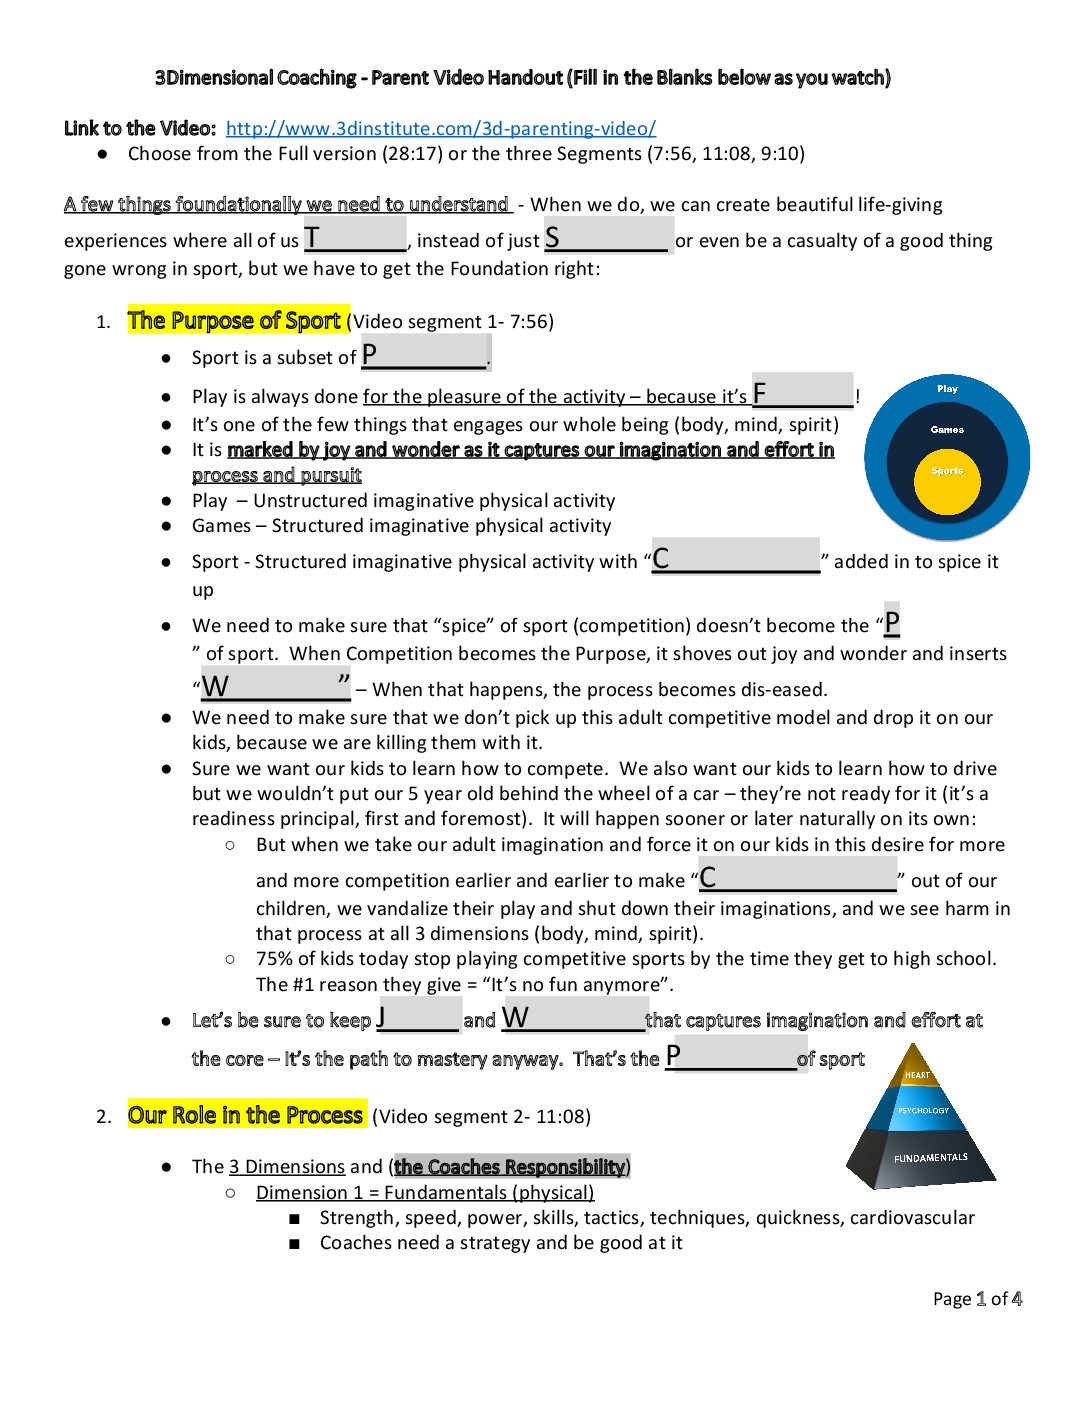 3Dimensional Coaching - Parent Video Handout (Fill in the Blanks below as you watch)
Link to the Video: http://www.3dinstitute.com/3d-parenting-video/
● Choose from the Full version (28:17) or the three Segments (7:56, 11:08, 9:10)
A few things foundationally we need to understand - When we do, we can create beautiful life-giving
experiences where all of us T________, instead of just S__________ or even be a casualty of a good thing
gone wrong in sport, but we have to get the Foundation right:
1. The Purpose of Sport (Video segment 1- 7:56)
● Sport is a subset of P_________.
● Play is always done for the pleasure of the activity – because it’s F_______!
● It’s one of the few things that engages our whole being (body, mind, spirit)
● It is marked by joy and wonder as it captures our imagination and effort in
process and pursuit
● Play – Unstructured imaginative physical activity
● Games – Structured imaginative physical activity
● Sport - Structured imaginative physical activity with “C____________” added in to spice it
up
● We need to make sure that “spice” of sport (competition) doesn’t become the “P
” of sport. When Competition becomes the Purpose, it shoves out joy and wonder and inserts
“W_________” – When that happens, the process becomes dis-eased.
● We need to make sure that we don’t pick up this adult competitive model and drop it on our
kids, because we are killing them with it.
● Sure we want our kids to learn how to compete. We also want our kids to learn how to drive
but we wouldn’t put our 5 year old behind the wheel of a car – they’re not ready for it (it’s a
readiness principal, first and foremost). It will happen sooner or later naturally on its own:
○ But when we take our adult imagination and force it on our kids in this desire for more
and more competition earlier and earlier to make “C______________” out of our
children, we vandalize their play and shut down their imaginations, and we see harm in
that process at all 3 dimensions (body, mind, spirit).
○ 75% of kids today stop playing competitive sports by the time they get to high school.
The #1 reason they give = “It’s no fun anymore”.
● Let’s be sure to keep J______ and W_________that captures imagination and effort at
the core – it’s the path to mastery anyway. That’s the P__________of sport
Play
Games
Sports
2. Our Role in the Process (Video segment 2- 11:08)
● The 3 Dimensions and (the Coaches Responsibility)
○ Dimension 1 = Fundamentals (physical)
■ Strength, speed, power, skills, tactics, techniques, quickness, cardiovascular
■ Coaches need a strategy and be good at it
HEART
PSYCHOLOGY
FUNDAMENTALS
Page 1 of 4